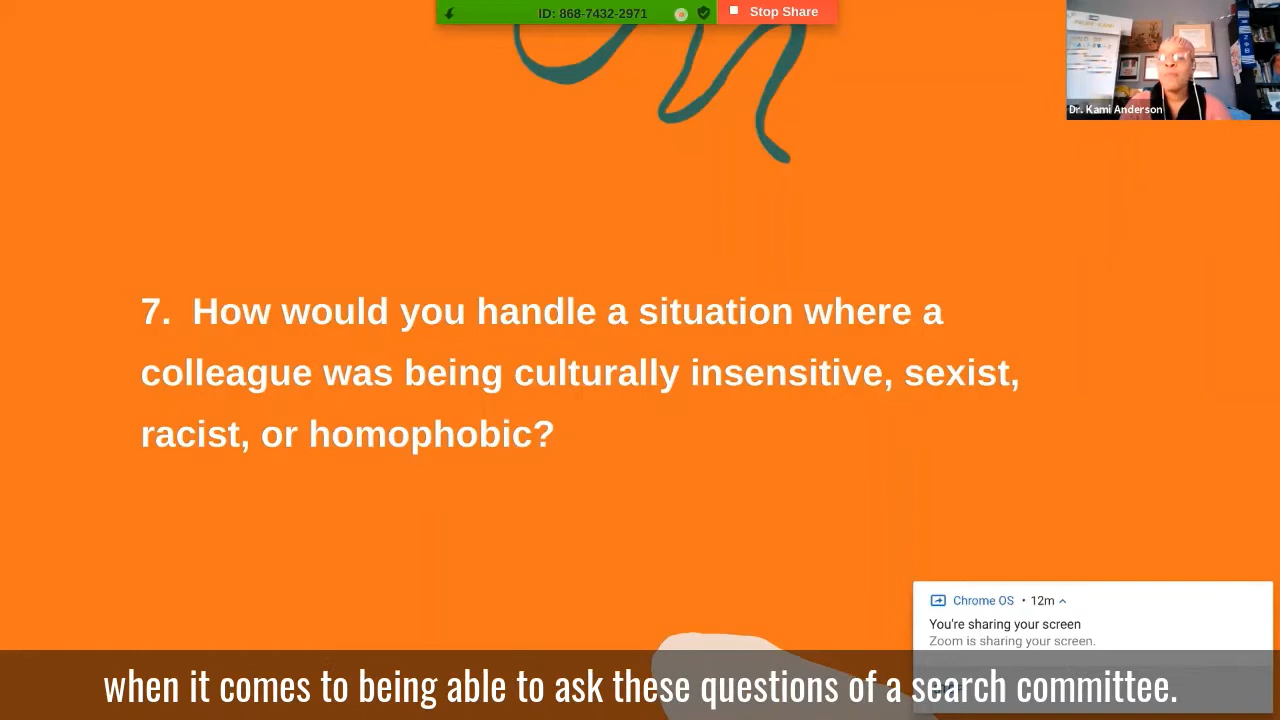 ID: 868-7432-2971
Stop Share
Dr. Kami Anderson
7. How would you handle a situation where a
colleague was being culturally insensitive, sexist,
racist, or homophobic?
Chrome OS • 12m
You're sharing your screen
Zoom is sharing your screen.
when it comes to being able to ask these questions of a search committee.